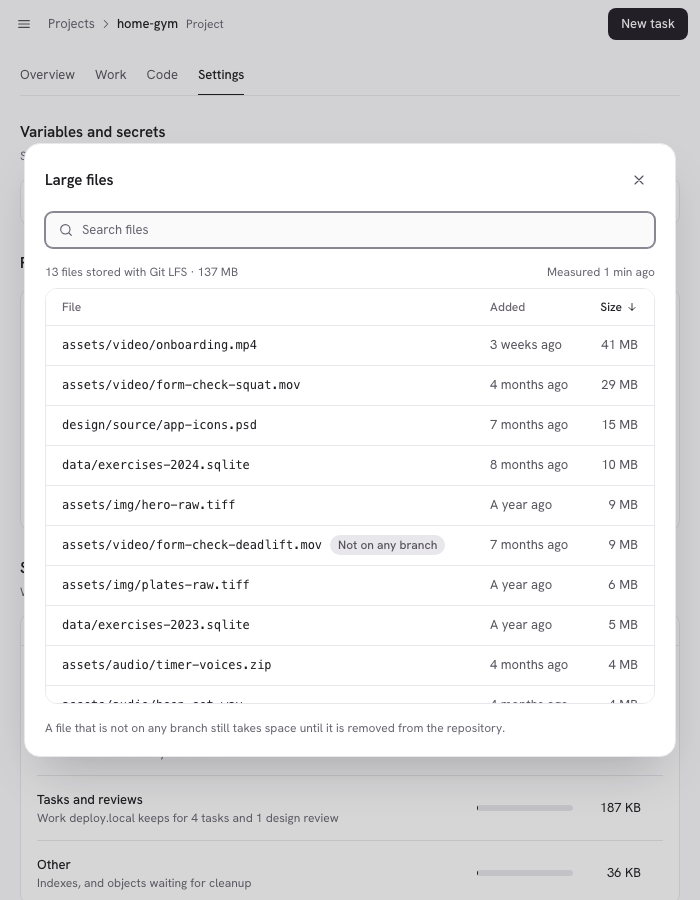 Projects > home-gym Project
New task
Overview Work Code Settings
Variables and secrets
Large files
Search files
13 files stored with Git LFS · 137 MB
Measured 1 min ago
File Added Size ↓
assets/video/onboarding.mp4 3 weeks ago 41 MB
assets/video/form-check-squat.mov 4 months ago 29 MB
design/source/app-icons.psd 7 months ago 15 MB
data/exercises-2024.sqlite 8 months ago 10 MB
assets/img/hero-raw.tiff A year ago 9 MB
assets/video/form-check-deadlift.mov Not on any branch 7 months ago 9 MB
assets/img/plates-raw.tiff A year ago 6 MB
data/exercises-2023.sqlite A year ago 5 MB
assets/audio/timer-voices.zip 4 months ago 4 MB
4 months ago 4 MB
A file that is not on any branch still takes space until it is removed from the repository.
Tasks and reviews
187 KB
Work deploy.local keeps for 4 tasks and 1 design review
Other
36 KB
Indexes, and objects waiting for cleanup